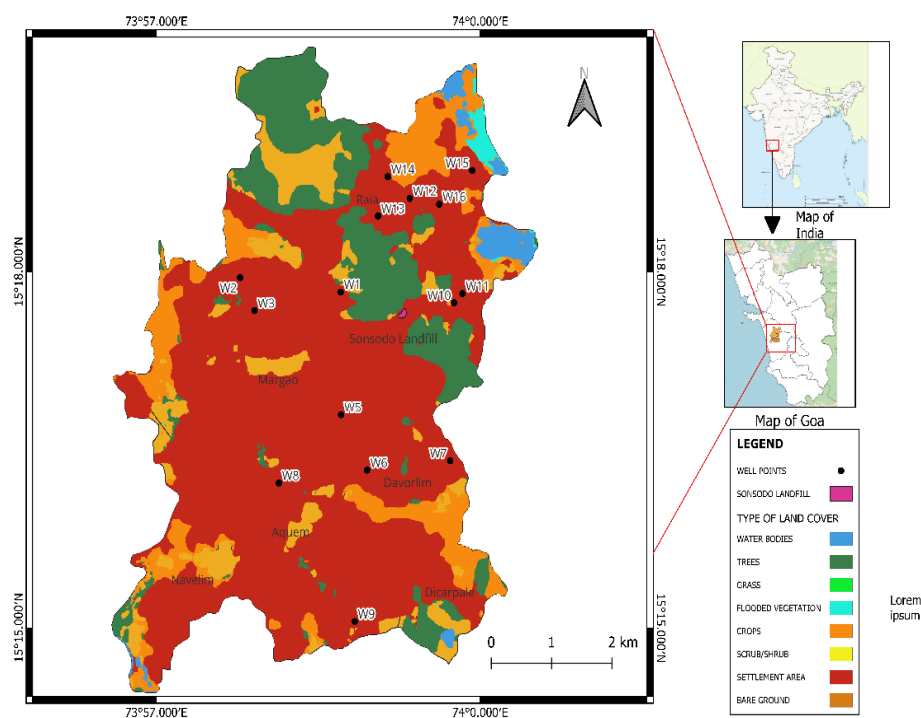 73°57.000'E
74°0.000'E
N
W15
W14
W12
W16
Raia
W13
15°18.000'N
15°18.000'N
W2
W1
W11
W10
W3
Sonsodo Landfill
Margao
W5
W7
W6
W8
Davorlim
Aquem
Navelim
Dicarpale
W9
15°15.000'N
15°15.000'N
0 1 2 km
73°57.000'E
74°0.000'E
Map of
India
Map of Goa
LEGEND
WELL POINTS
SONSODO LANDFILL
TYPE OF LAND COVER
WATER BODIES
TREES
GRASS
FLOODED VEGETATION
CROPS
SCRUB/SHRUB
SETTLEMENT AREA
BARE GROUND
Lorem
ipsum